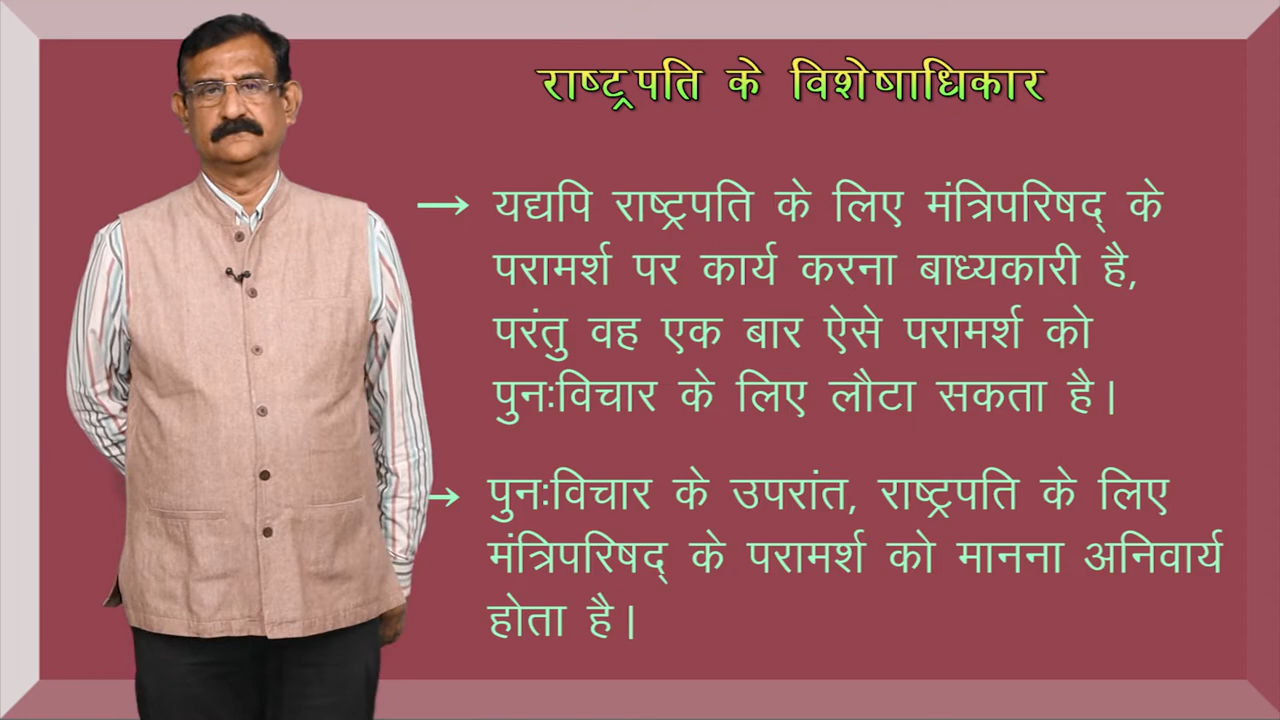 राष्ट्रपति के विशेषाधिकार
→ यद्यपि राष्ट्रपति के लिए मंत्रिपरिषद् के
परामर्श पर कार्य करना बाध्यकारी है,
परंतु वह एक बार ऐसे परामर्श को
पुनःविचार के लिए लौटा सकता है।
→ पुनःविचार के उपरांत, राष्ट्रपति के लिए
मंत्रिपरिषद् के परामर्श को मानना अनिवार्य
होता है।